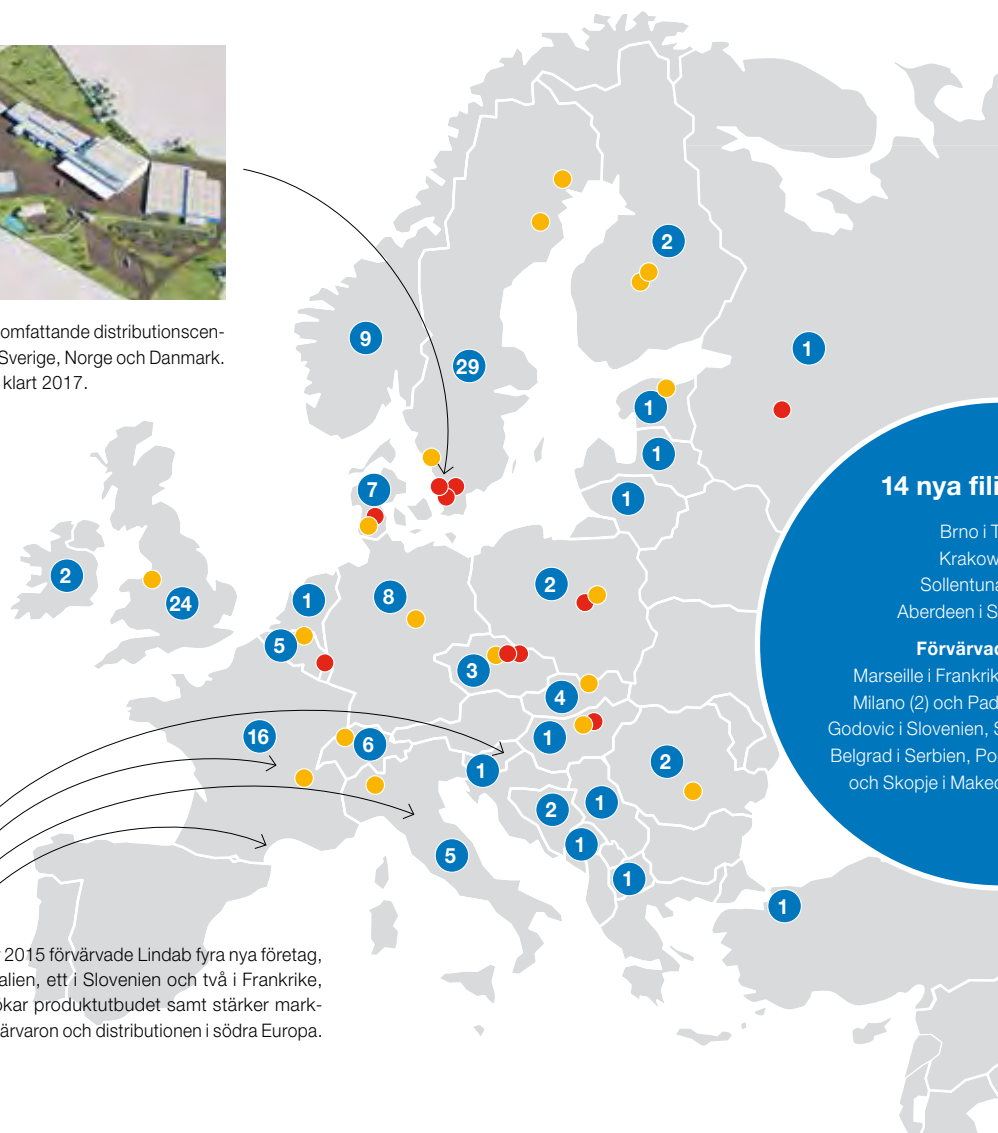 omfattande distributionscen-
Sverige, Norge och Danmark.
klart 2017.
2
9
1
29
1
1
7
1
14 nya fili
Brno i T
Krakow
Sollentuna
Aberdeen i S
Förvärvad
Marseille i Frankrik
Milano (2) och Pad
Godovic i Slovenien, S
Belgrad i Serbien, Po
och Skopje i Maked
2
24
1
8
2
5
3
4
16
6
1
1
2
2
1
1
5
1
1
2015 förvärvade Lindab fyra nya företag,
alien, ett i Slovenien och två i Frankrike,
ökar produktutbudet samt stärker mark-
ärvaron och distributionen i södra Europa.